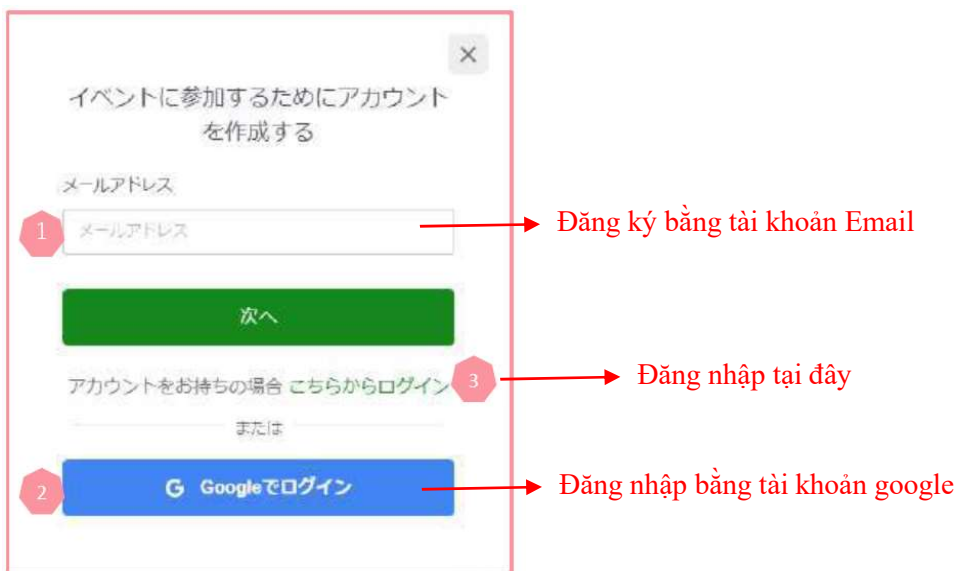 イベントに参加するためにアカウント
を作成する
メールアドレス
1 メールアドレス
Đăng ký bằng tài khoản Email
次へ
アカウントをお持ちの場合 こちらからログイン 3
Đăng nhập tại đây
または
2 G Googleでログイン
Đăng nhập bằng tài khoản google